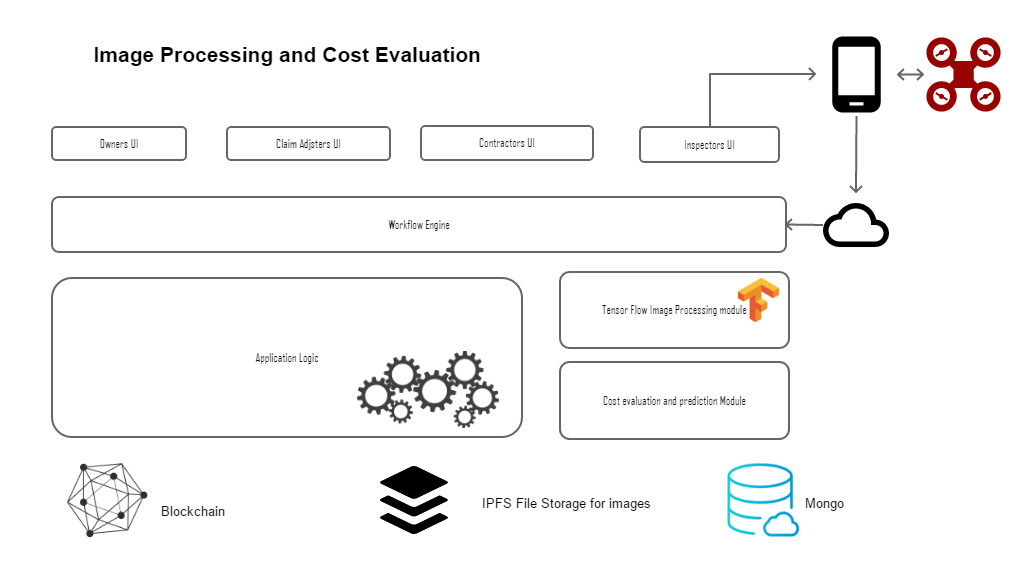 Image Processing and Cost Evaluation
Owners UI
Claim Adjsters UI
Contractors UI
Inspectors UI
Workflow Engine
Tensor Flow Image Processing module
Application Logic
Cost evaluation and prediction Module
Blockchain
IPFS File Storage for images
Mongo